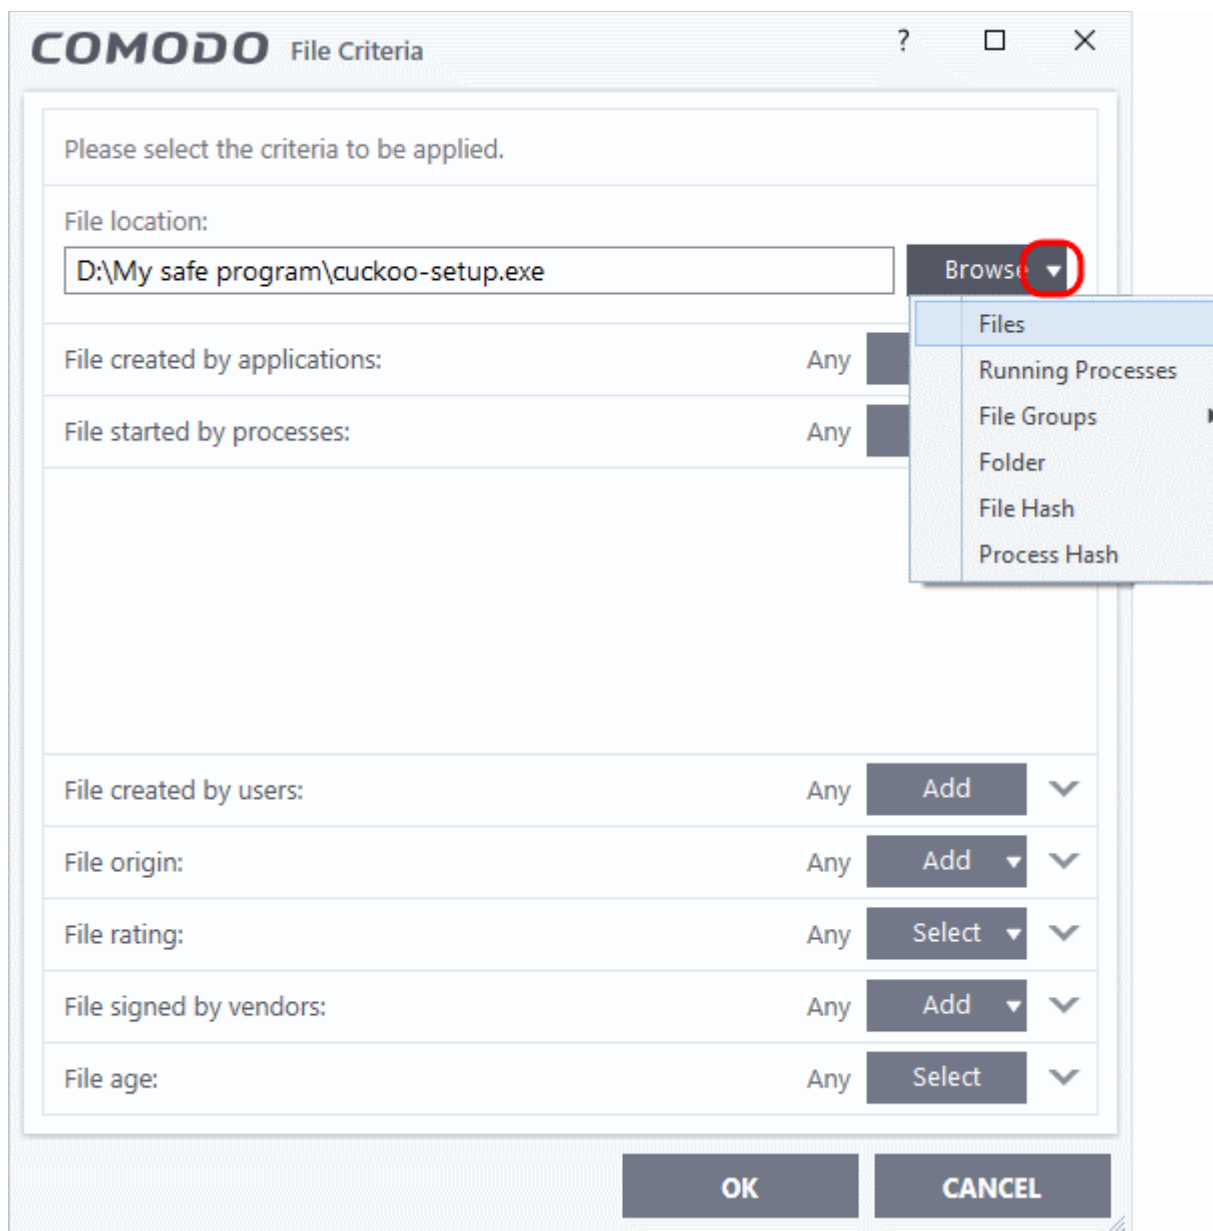 COMODO File Criteria ?
Please select the criteria to be applied.
File location:
D:\My safe program\cuckoo-setup.exe Browse
Files
File created by applications: Any
Running Processes
File Groups
File started by processes: Any
Folder
File Hash
Process Hash
File created by users: Any Add
File origin: Any Add
File rating: Any Select
File signed by vendors: Any Add
File age: Any Select
OK CANCEL